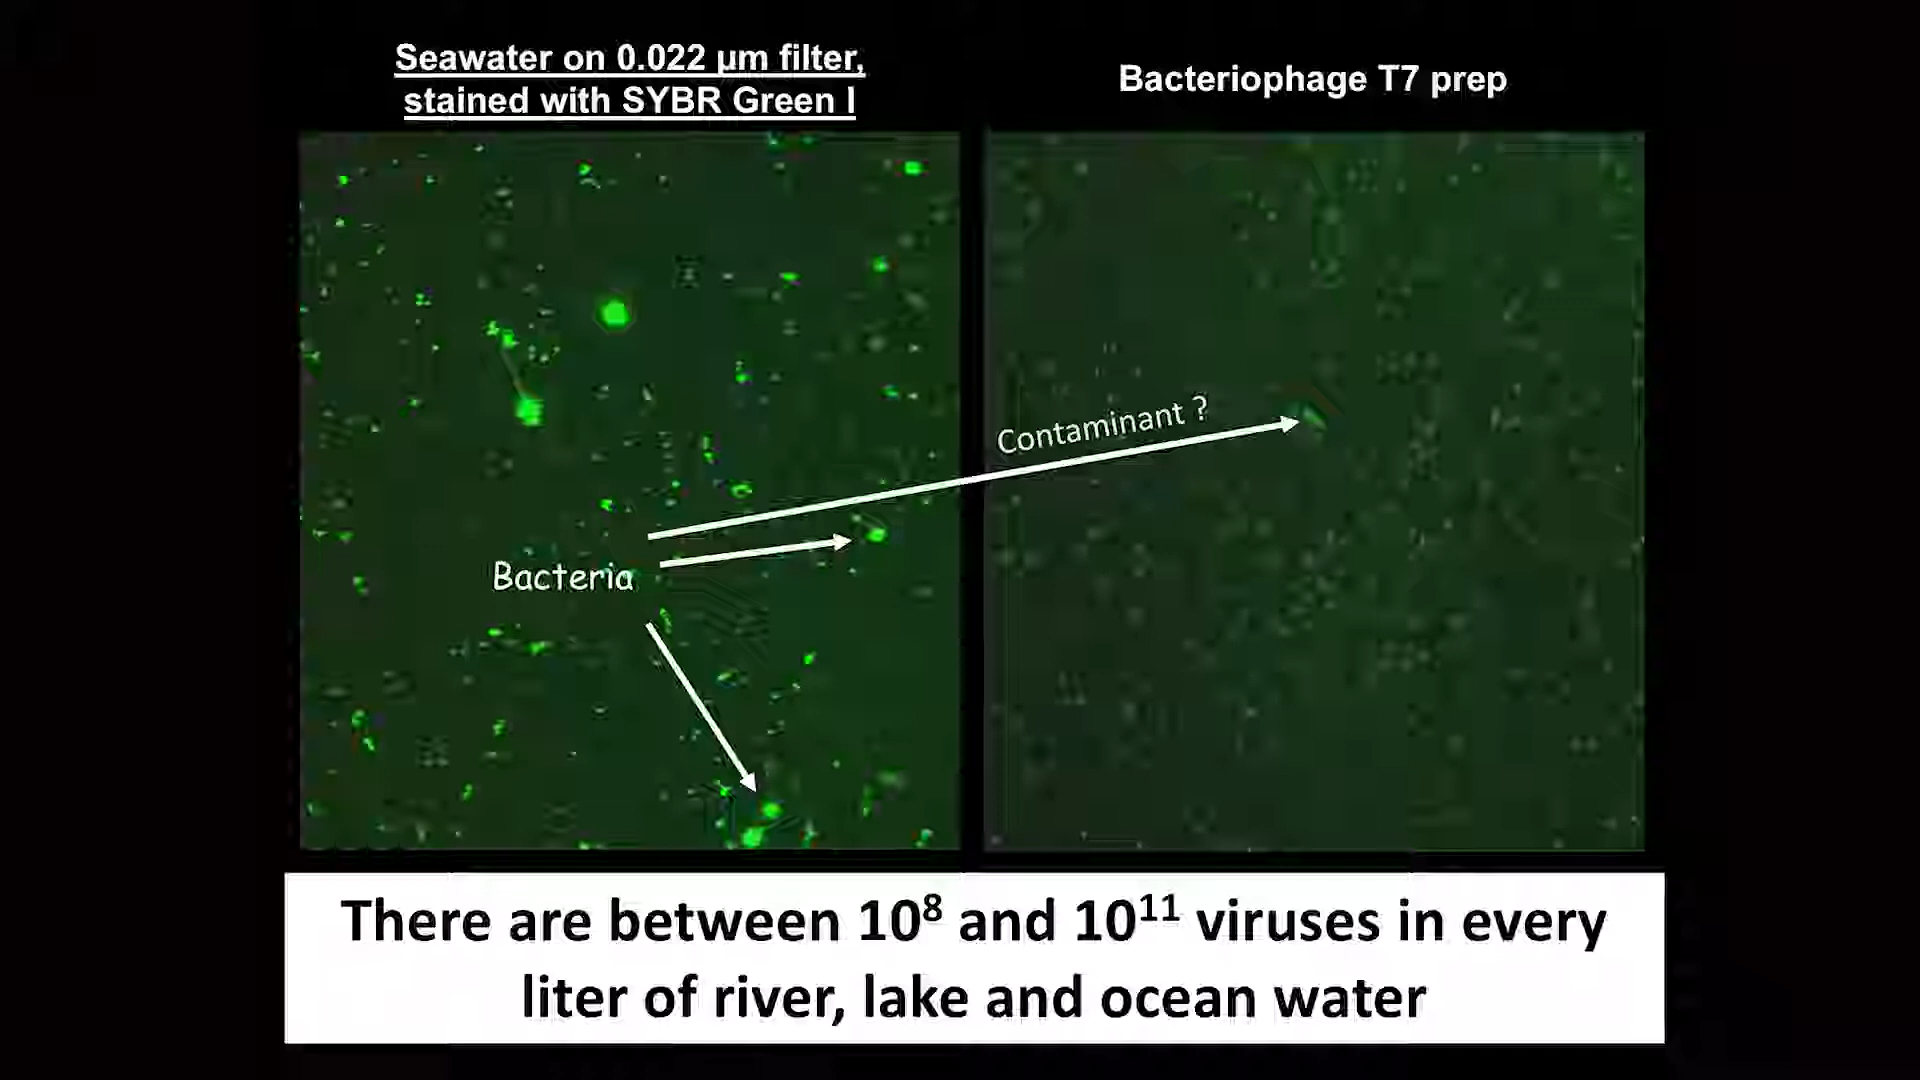 Seawater on 0.022 µm filter,
stained with SYBR Green I
Bacteriophage T7 prep
Contaminant ?
Bacteria
There are between 10⁸ and 10¹¹ viruses in every
liter of river, lake and ocean water